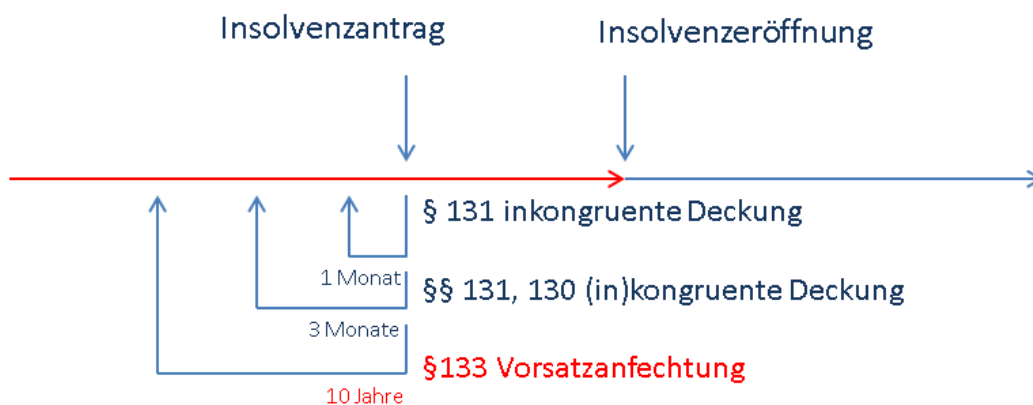 Insolvenzantrag
Insolvenzeröffnung
§ 131 inkongruente Deckung
1 Monat
§§ 131, 130 (in)kongruente Deckung
3 Monate
§133 Vorsatzanfechtung
10 Jahre